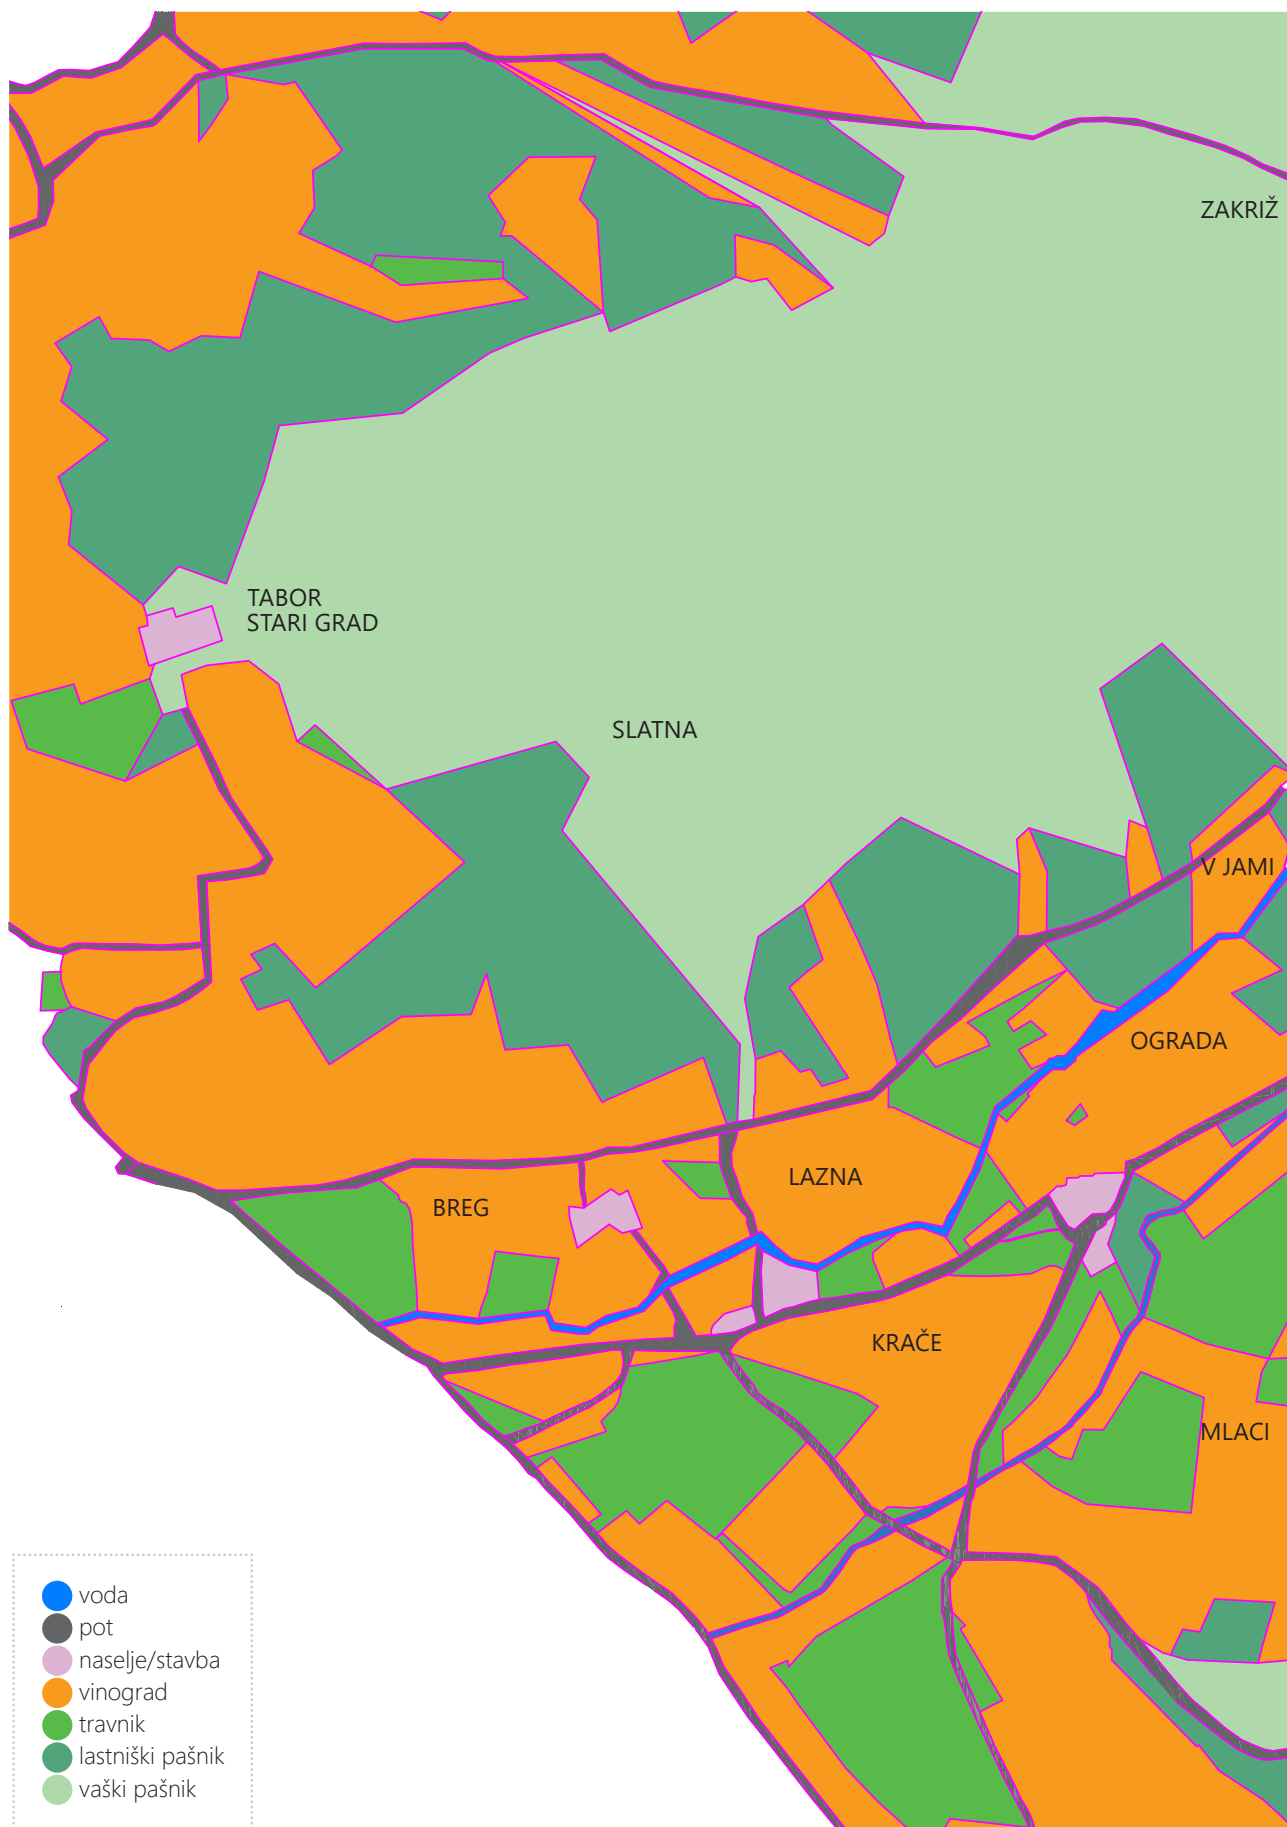 ZAKRIŽ
TABOR
STARI GRAD
SLATNA
V JAMI
OGRADA
LAZNA
BREG
KRAČE
MLACI
voda
pot
naselje/stavba
vinograd
travnik
lastniški pašnik
vaški pašnik